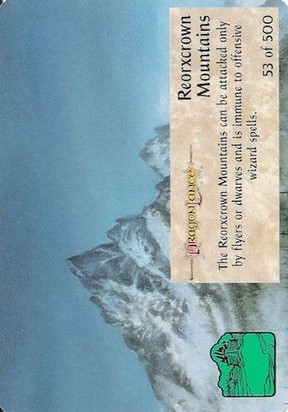 DRAGONLANCE
Reorxcrown
Mountains
The Reorxcrown Mountains can be attacked only
by flyers or dwarves and is immune to offensive
wizard spells.
53 of 500